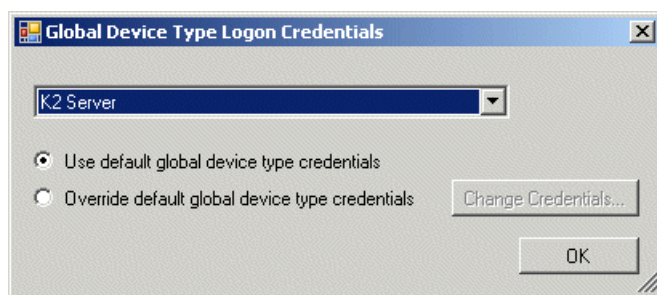 Global Device Type Logon Credentials
K2 Server
Use default global device type credentials
Override default global device type credentials
Change Credentials...
OK